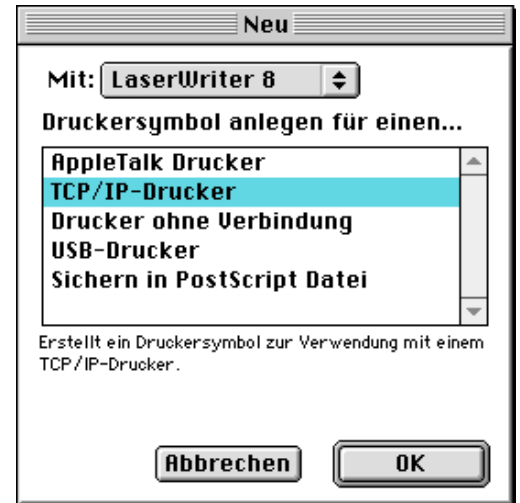 Neu
Mit: LaserWriter 8
Druckersymbol anlegen für einen...
AppleTalk Drucker
TCP/IP-Drucker
Drucker ohne Verbindung
USB-Drucker
Sichern in PostScript Datei
Erstellt ein Druckersymbol zur Verwendung mit einem
TCP/IP-Drucker.
Abbrechen OK